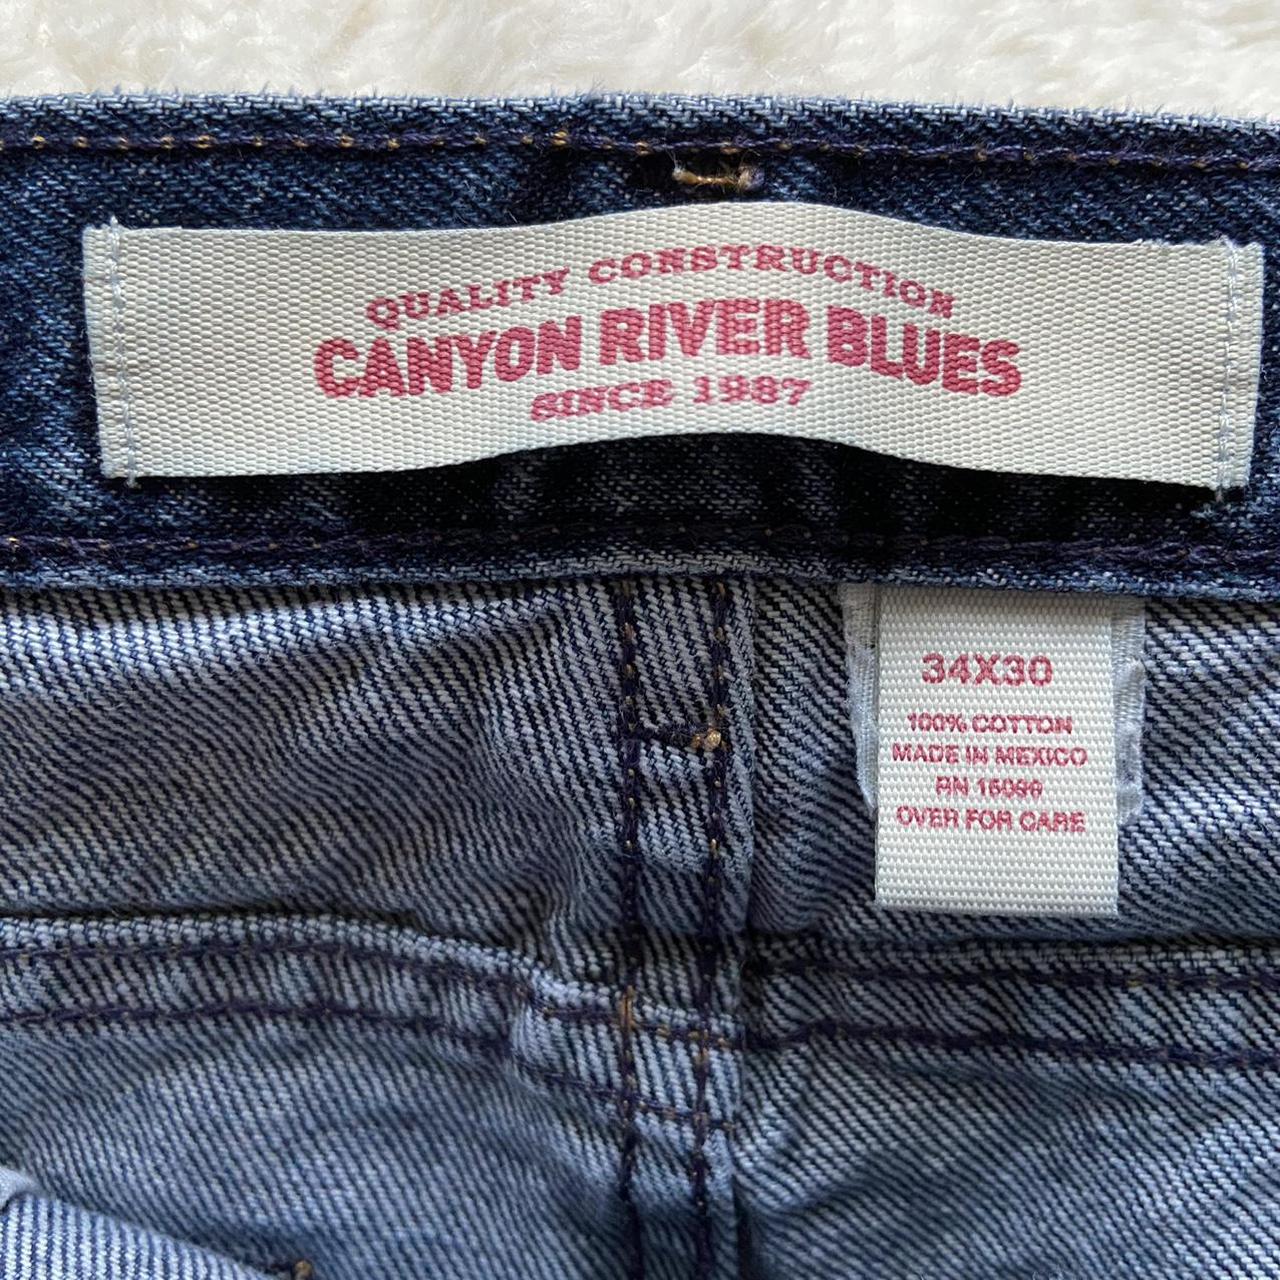 QUALITY CONSTRUCTION
CANYON RIVER BLUES
SINCE 1987
34X30
100% COTTON
MADE IN MEXICO
RN 15099
OVER FOR CARE